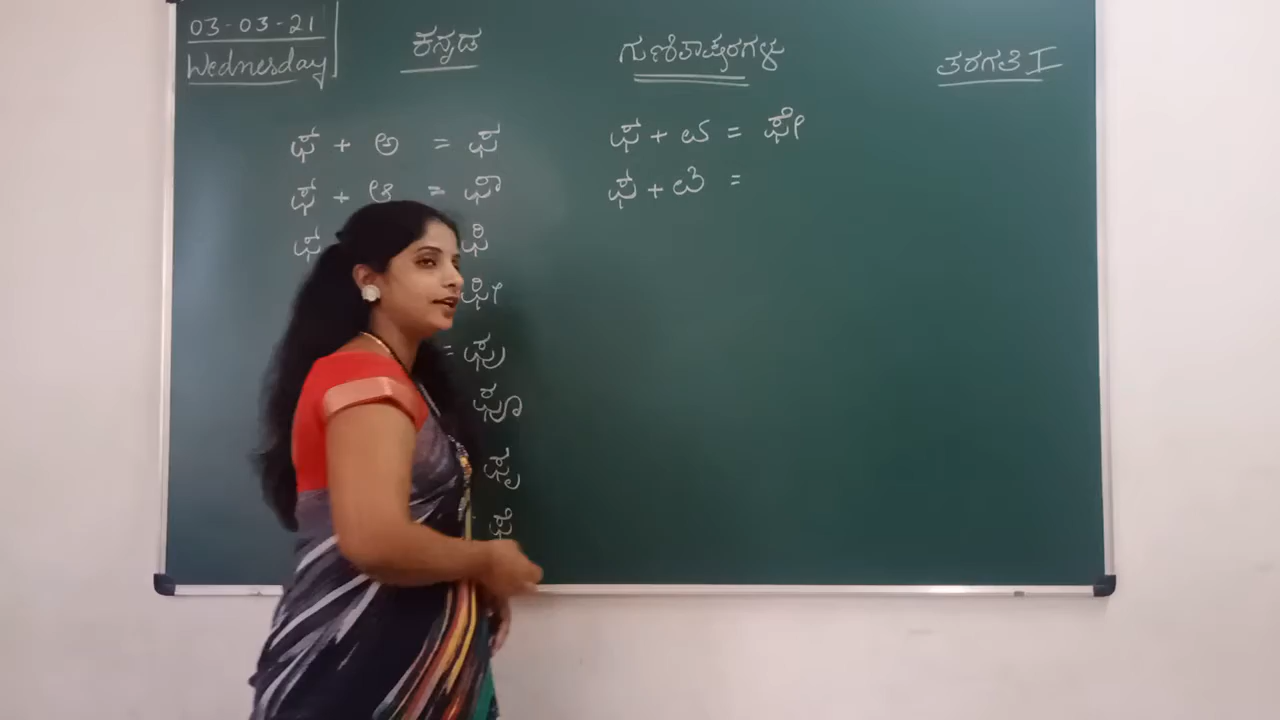 03-03-21
Wednesday
ಕನ್ನಡ
ಗುಣಿತಾಕ್ಷರಗಳು
ತರಗತಿ I
ಫ್ + ಅ = ಫ
ಫ್ + ಆ = ಫಾ
ಫ್ ಫಿ
ಫೀ
= ಫು
ಫೂ
ಫೃ
ಫೆ
ಫ್ + ಏ = ಫೇ
ಫ್ + ಐ =